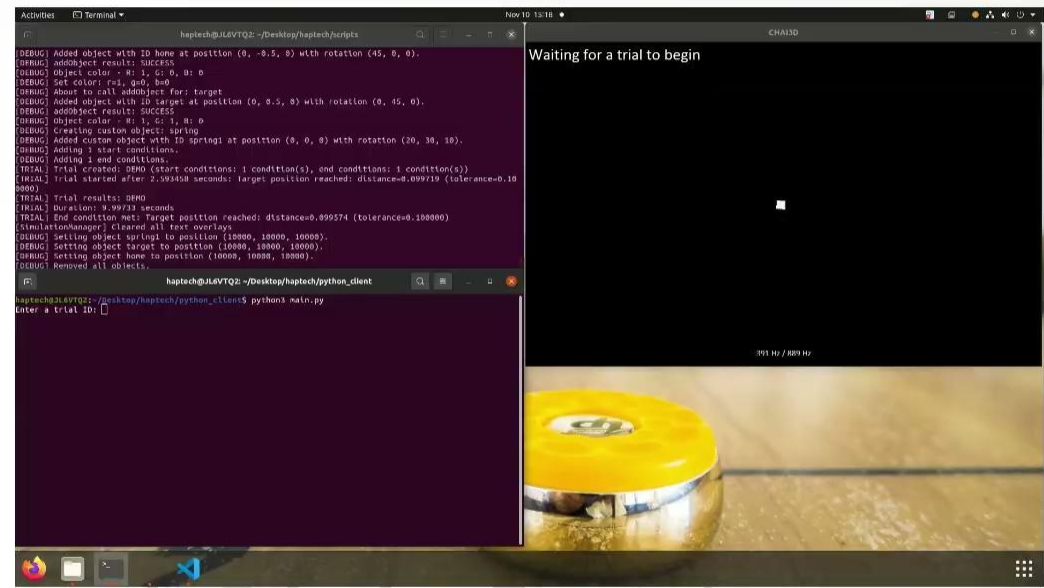 Activities
Terminal
Nov 10 15:18
haptech@JL6VTQ2: ~/Desktop/haptech/scripts
[DEBUG] Added object with ID home at position (0, -0.5, 0) with rotation (45, 0, 0).
[DEBUG] addObject result: SUCCESS
[DEBUG] Object color - R: 1, G: 0, B: 0
[DEBUG] Set color: r=1, g=0, b=0
[DEBUG] About to call addObject for: target
[DEBUG] Added object with ID target at position (0, 0.5, 0) with rotation (0, 45, 0).
[DEBUG] addObject result: SUCCESS
[DEBUG] Object color - R: 1, G: 1, B: 0
[DEBUG] Creating custom object: spring
[DEBUG] Added custom object with ID spring1 at position (0, 0, 0) with rotation (20, 30, 10).
[DEBUG] Adding 1 start conditions.
[DEBUG] Adding 1 end conditions.
[TRIAL] Trial created: DEMO (start conditions: 1 condition(s), end conditions: 1 condition(s))
[TRIAL] Trial started after 2.593458 seconds: Target position reached: distance=0.099719 (tolerance=0.10
0000)
[TRIAL] Trial results: DEMO
[TRIAL] Duration: 9.99733 seconds
[TRIAL] End condition met: Target position reached: distance=0.099574 (tolerance=0.100000)
[SimulationManager] Cleared all text overlays
[DEBUG] Setting object spring1 to position (10000, 10000, 10000).
[DEBUG] Setting object target to position (10000, 10000, 10000).
[DEBUG] Setting object home to position (10000, 10000, 10000).
[DEBUG] Removed all objects.
haptech@JL6VTQ2: ~/Desktop/haptech/python_client
haptech@JL6VTQ2:~/Desktop/haptech/python_client$ python3 main.py
Enter a trial ID:
CHAI3D
Waiting for a trial to begin
391 Hz / 889 Hz